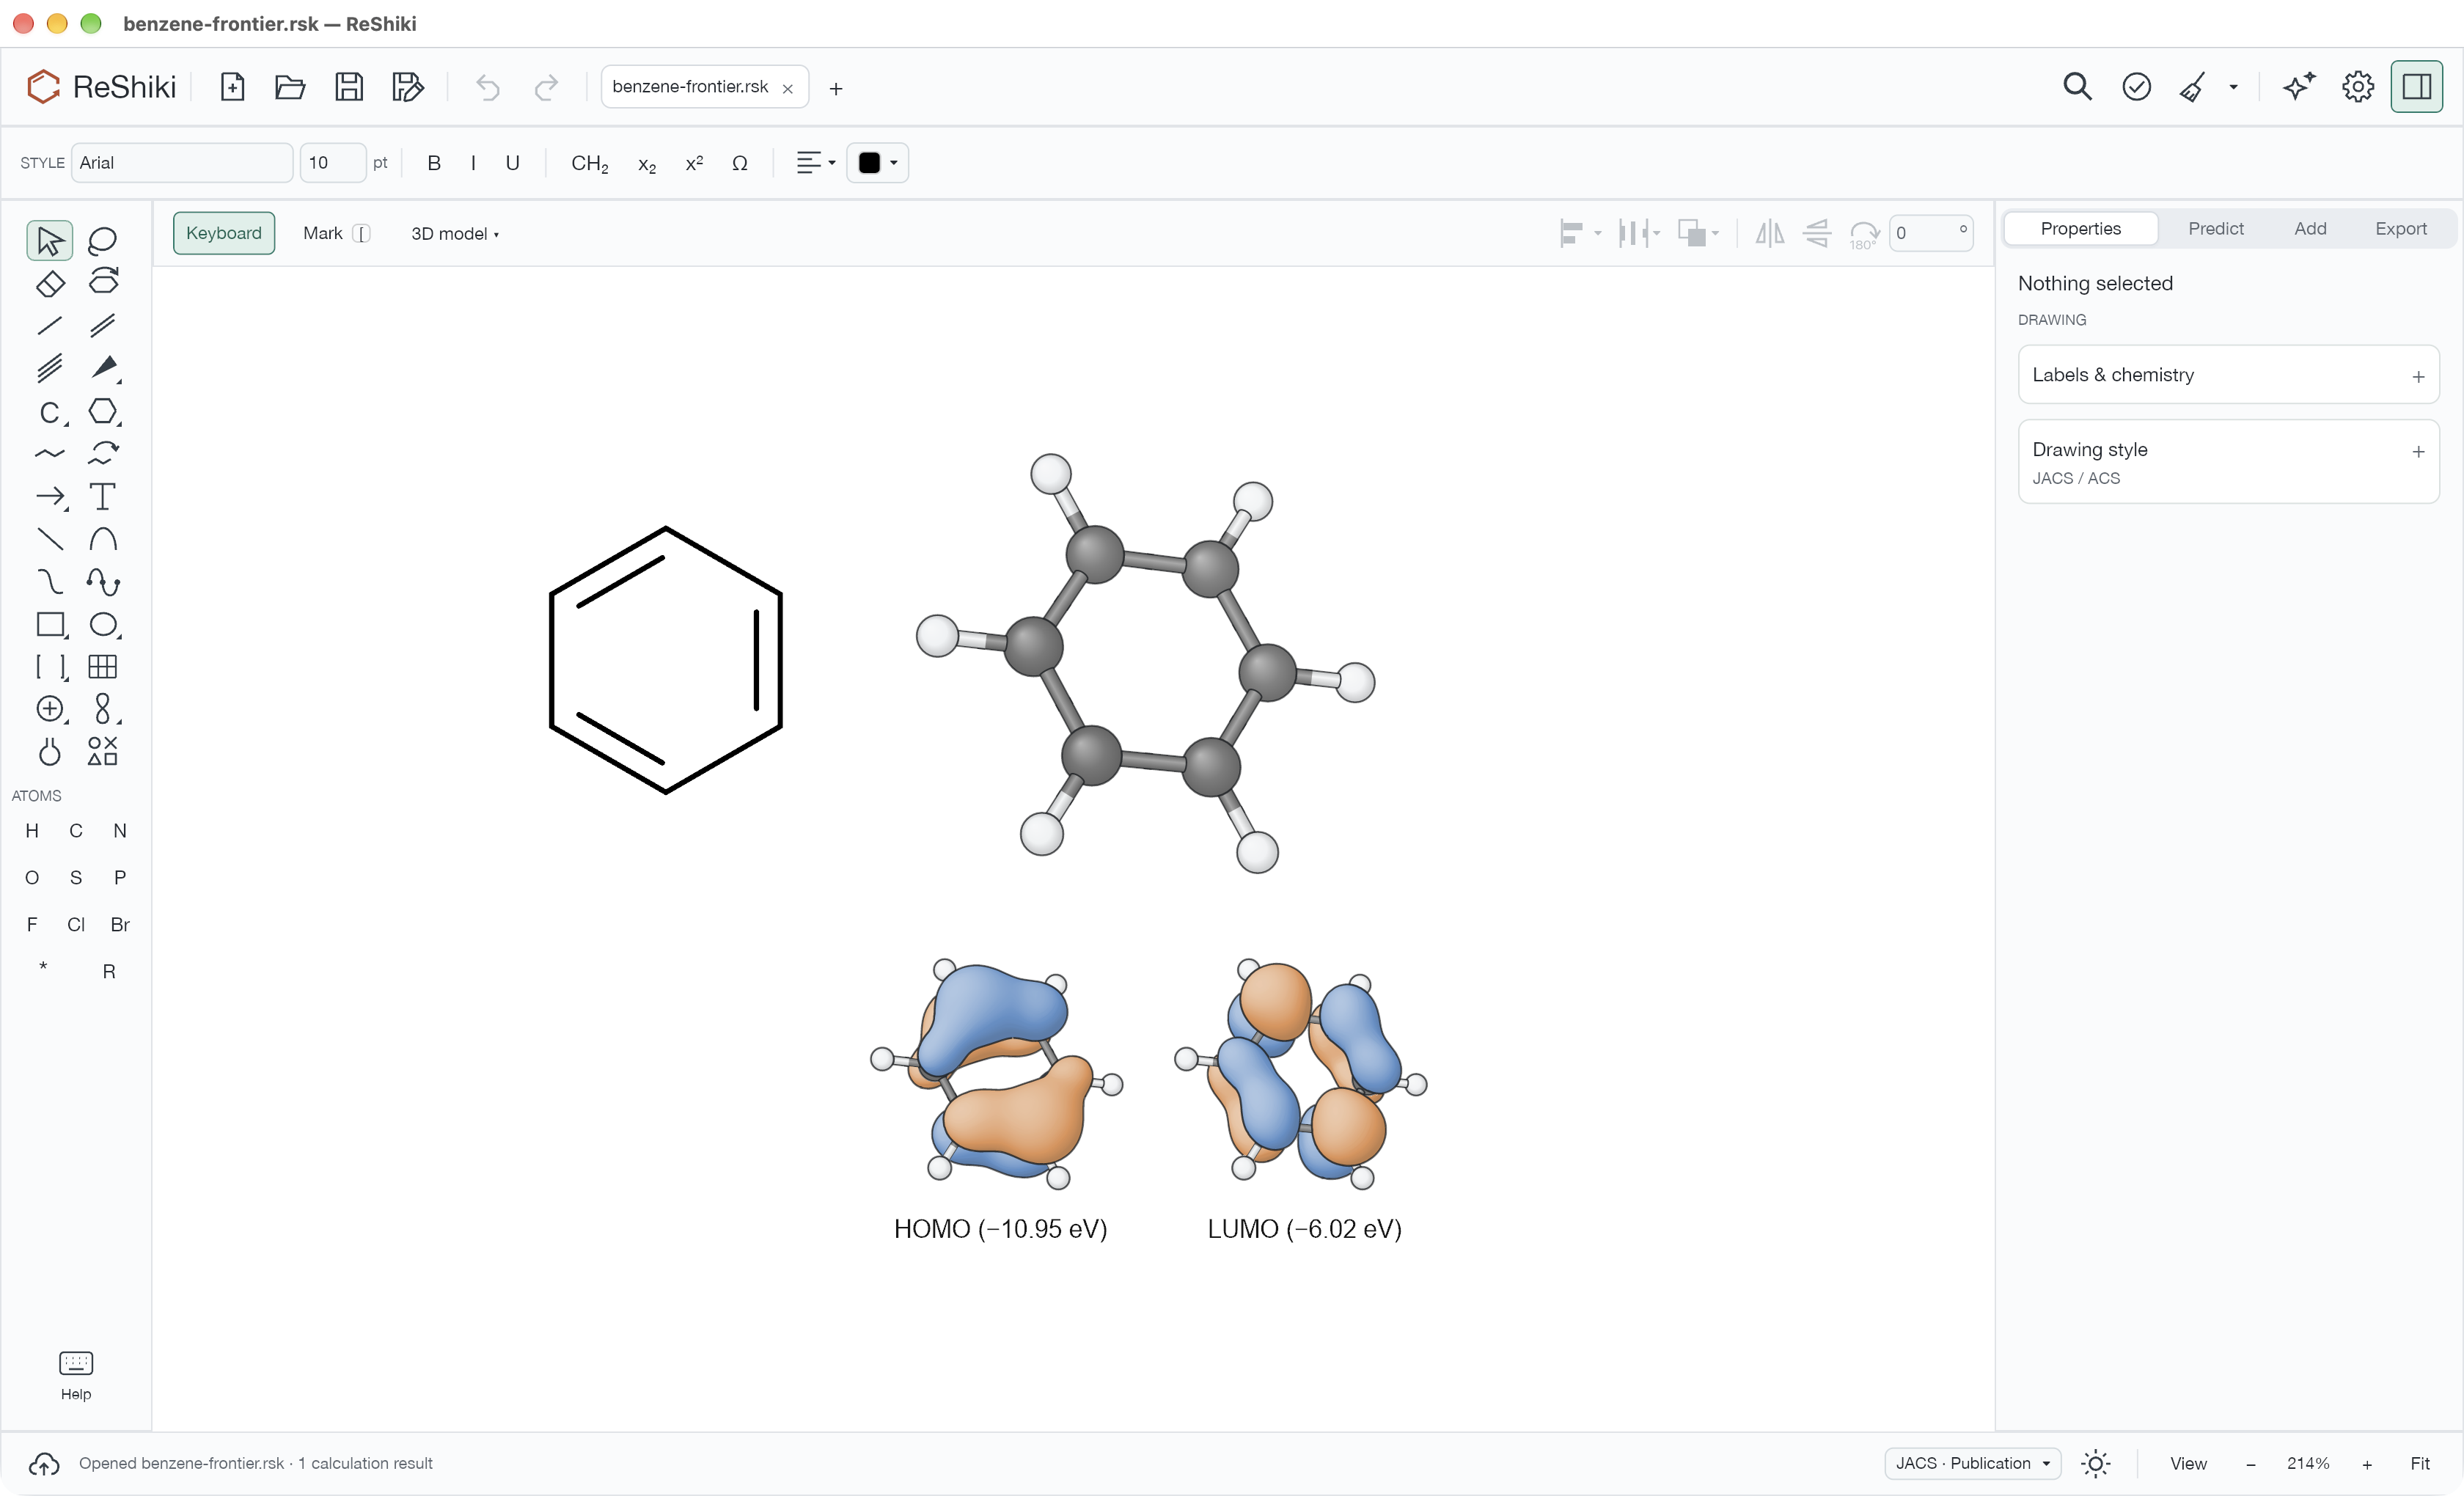 benzene-frontier.rsk — ReShiki
ReShiki
benzene-frontier.rsk ×
+
STYLE Arial 10 pt B I U CH₂ x₂ x² Ω
Keyboard Mark [ 3D model
180° 0 °
Properties Predict Add Export
Nothing selected
DRAWING
Labels & chemistry +
Drawing style +
JACS / ACS
C
T
ATOMS
H C N
O S P
F Cl Br
* R
HOMO (−10.95 eV) LUMO (−6.02 eV)
Help
Opened benzene-frontier.rsk · 1 calculation result
JACS · Publication View − 214% + Fit